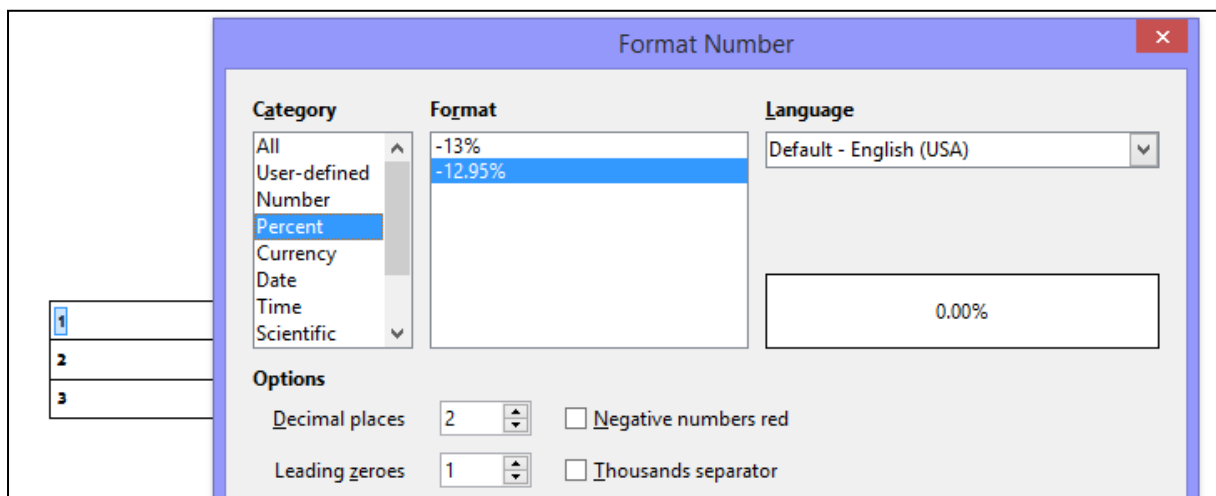 Format Number
Category
Format
Language
All
User-defined
Number
Percent
Currency
Date
Time
Scientific
-13%
-12.95%
Default - English (USA)
0.00%
1
2
3
Options
Decimal places 2 Negative numbers red
Leading zeroes 1 Thousands separator